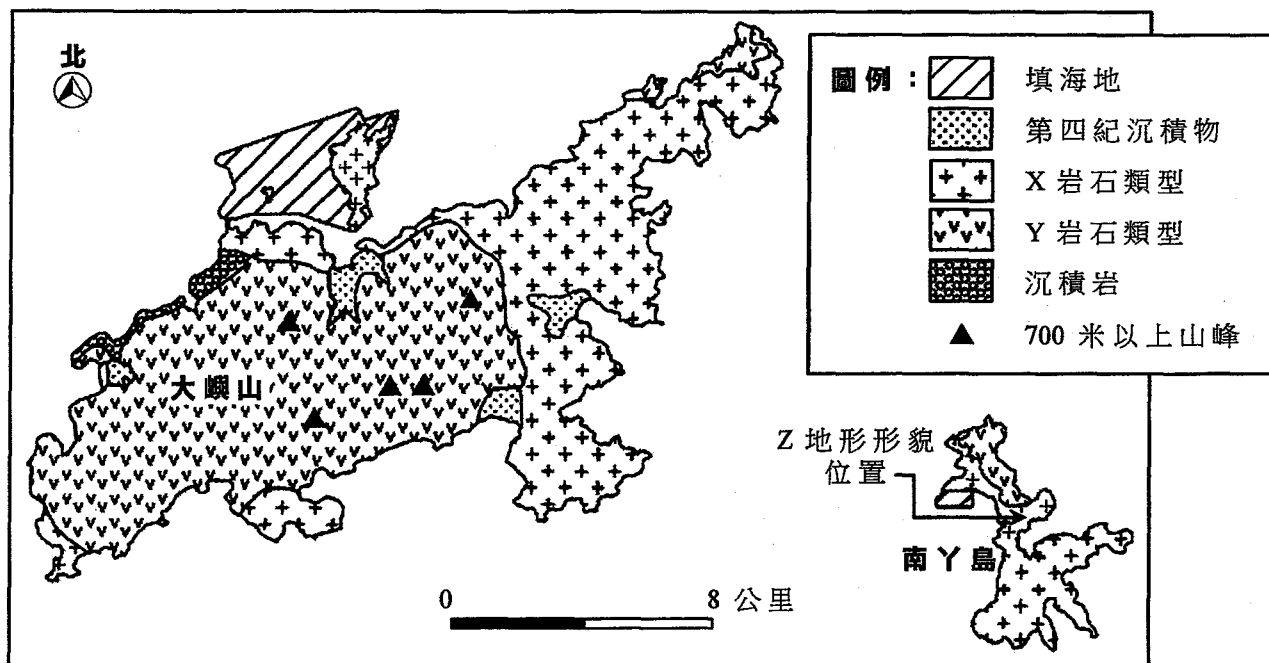 北
圖例：
填海地
第四紀沉積物
X 岩石類型
Y 岩石類型
沉積岩
700 米以上山峰
大嶼山
Z 地形形貌
位置
南丫島
0 8 公里